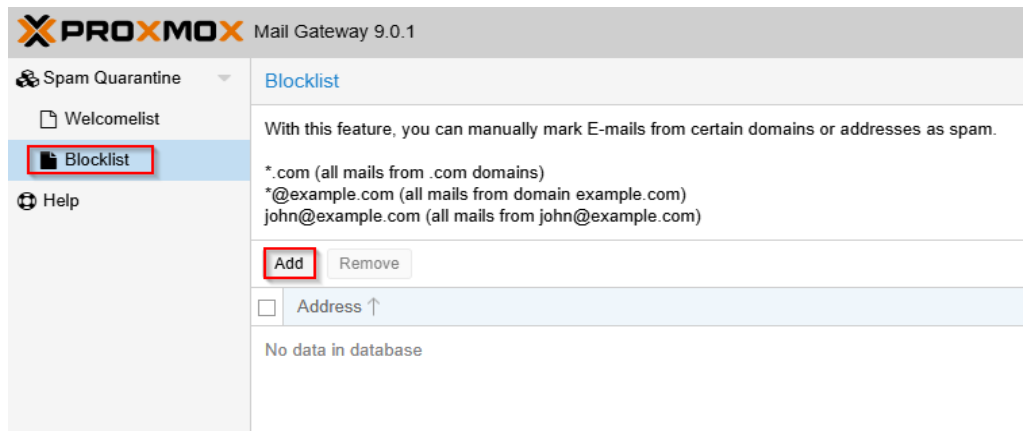 PROXMOX Mail Gateway 9.0.1
Spam Quarantine
Welcomelist
Blocklist
Help
Blocklist
With this feature, you can manually mark E-mails from certain domains or addresses as spam.
*.com (all mails from .com domains)
*@example.com (all mails from domain example.com)
john@example.com (all mails from john@example.com)
Add Remove
Address ↑
No data in database